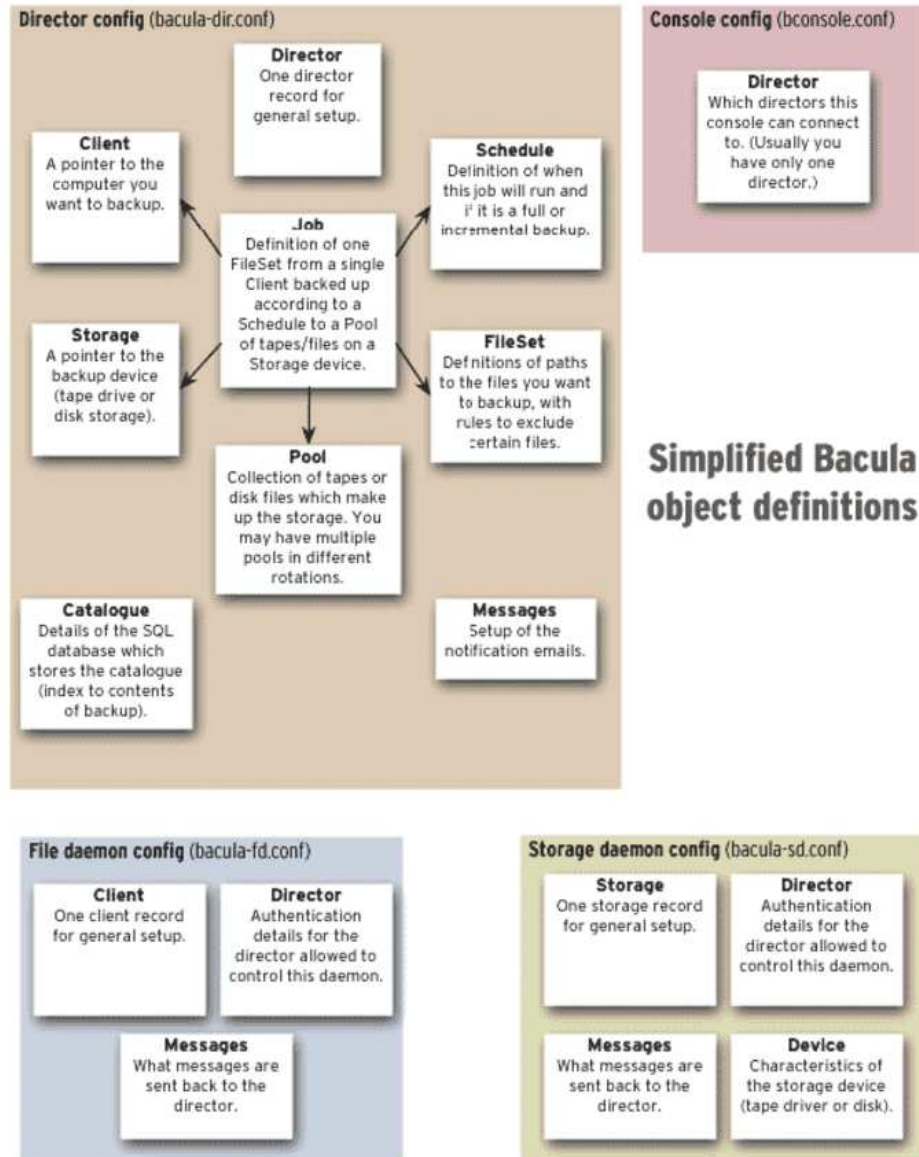 Director config (bacula-dir.conf)
Director
One director
record for
general setup.
Client
A pointer to the
computer you
want to backup.
Schedule
Definition of when
this job will run and
if it is a full or
incremental backup.
Job
Definition of one
FileSet from a single
Client backed up
according to a
Schedule to a Pool
of tapes/files on a
Storage device.
Storage
A pointer to the
backup device
(tape drive or
disk storage).
FileSet
Definitions of paths
to the files you want
to backup, with
rules to exclude
certain files.
Pool
Collection of tapes or
disk files which make
up the storage. You
may have multiple
pools in different
rotations.
Catalogue
Details of the SQL
database which
stores the catalogue
(index to contents
of backup).
Messages
Setup of the
notification emails.
Console config (bconsole.conf)
Director
Which directors this
console can connect
to. (Usually you
have only one
director.)
Simplified Bacula
object definitions
File daemon config (bacula-fd.conf)
Client
One client record
for general setup.
Director
Authentication
details for the
director allowed to
control this daemon.
Messages
What messages are
sent back to the
director.
Storage daemon config (bacula-sd.conf)
Storage
One storage record
for general setup.
Director
Authentication
details for the
director allowed to
control this daemon.
Messages
What messages are
sent back to the
director.
Device
Characteristics of
the storage device
(tape driver or disk).